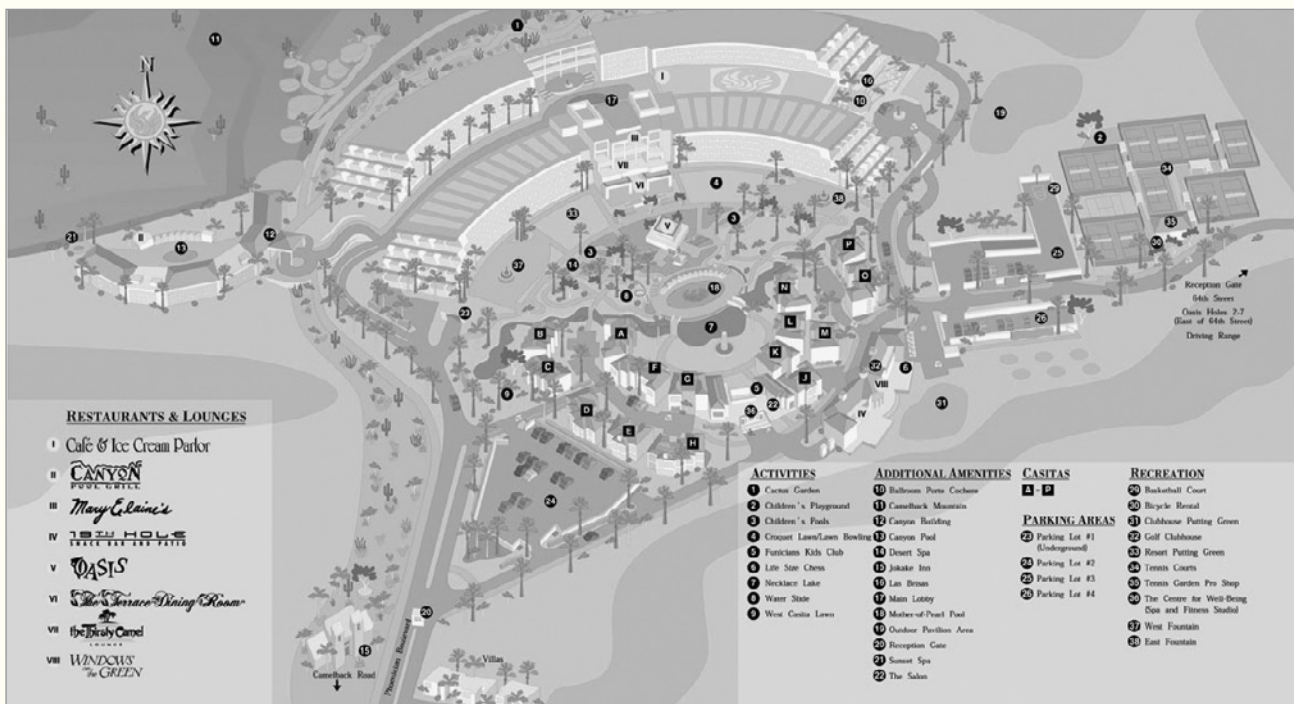 N
Reception Gate
64th Street
Oasis Holes 2-7
(East of 64th Street)
Driving Range
Camelback Road
Phoenician Boulevard
Villas
RESTAURANTS & LOUNGES
I Café & Ice Cream Parlor
II CANYON
POOL GRILL
III Mary Elaine's
IV 19TH HOLE
SNACK BAR AND PATIO
V OASIS
VI The Terrace Dining Room
VII the Thirsty Camel
LOUNGE
VIII WINDOWS
on the GREEN
ACTIVITIES
1 Cactus Garden
2 Children's Playground
3 Children's Pools
4 Croquet Lawn/Lawn Bowling
5 Funicians Kids Club
6 Life Size Chess
7 Necklace Lake
8 Water Slide
9 West Casita Lawn
ADDITIONAL AMENITIES
10 Ballroom Porte Cochere
11 Camelback Mountain
12 Canyon Building
13 Canyon Pool
14 Desert Spa
15 Jokake Inn
16 Las Brisas
17 Main Lobby
18 Mother-of-Pearl Pool
19 Outdoor Pavilion Area
20 Reception Gate
21 Sunset Spa
22 The Salon
CASITAS
A - P
PARKING AREAS
23 Parking Lot #1
(Underground)
24 Parking Lot #2
25 Parking Lot #3
26 Parking Lot #4
RECREATION
29 Basketball Court
30 Bicycle Rental
31 Clubhouse Putting Green
32 Golf Clubhouse
33 Resort Putting Green
34 Tennis Courts
35 Tennis Garden Pro Shop
36 The Centre for Well-Being
(Spa and Fitness Studio)
37 West Fountain
38 East Fountain